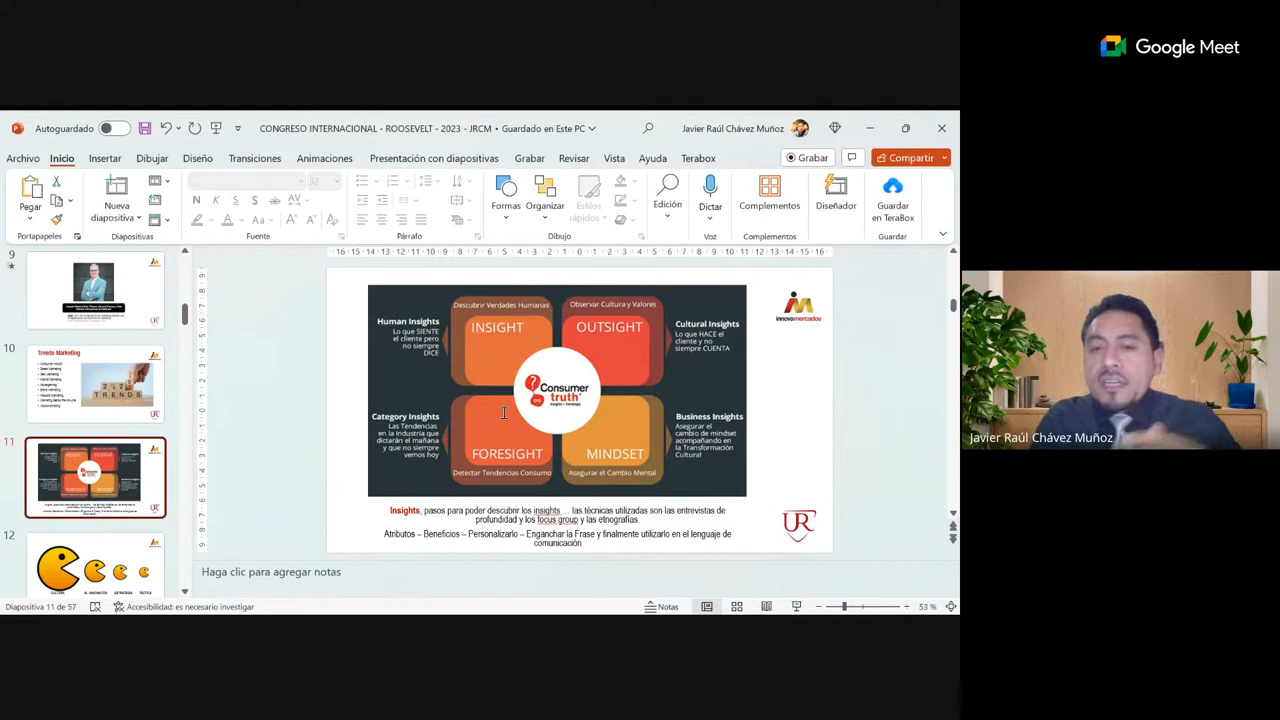 Google Meet
Autoguardado
CONGRESO INTERNACIONAL - ROOSEVELT - 2023 - JRCM • Guardado en Este PC
Javier Raúl Chávez Muñoz
Archivo Inicio Insertar Dibujar Diseño Transiciones Animaciones Presentación con diapositivas Grabar Revisar Vista Ayuda Terabox
Grabar
Compartir
Pegar
Nueva diapositiva
32
Formas
Organizar
Estilos rápidos
Edición
Dictar
Complementos
Diseñador
Guardar en TeraBox
Portapapeles
Diapositivas
Fuente
Párrafo
Dibujo
Voz
Complementos
Guardar
9
10
Trends Marketing
TRENDS
11
12
Descubrir Verdades Humanas
Observar Cultura y Valores
INSIGHT
OUTSIGHT
Human Insights
Lo que SIENTE
el cliente pero
no siempre
DICE
Cultural Insights
Lo que HACE el
cliente y no
siempre CUENTA
innovamercados
Consumer
truth
Category Insights
Las Tendencias
en la Industria que
dictarán el mañana
y que no siempre
vemos hoy
Business Insights
Asegurar el
cambio de mindset
acompañando en
la Transformación
Cultural
FORESIGHT
MINDSET
Detectar Tendencias Consumo
Asegurar el Cambio Mental
Insights, pasos para poder descubrir los insights … las técnicas utilizadas son las entrevistas de
profundidad y los focus group y las etnografías.
Atributos – Beneficios – Personalizarlo – Enganchar la Frase y finalmente utilizarlo en el lenguaje de
comunicación
UR
Haga clic para agregar notas
Diapositiva 11 de 57
Accesibilidad: es necesario investigar
Notas
53 %
Javier Raúl Chávez Muñoz